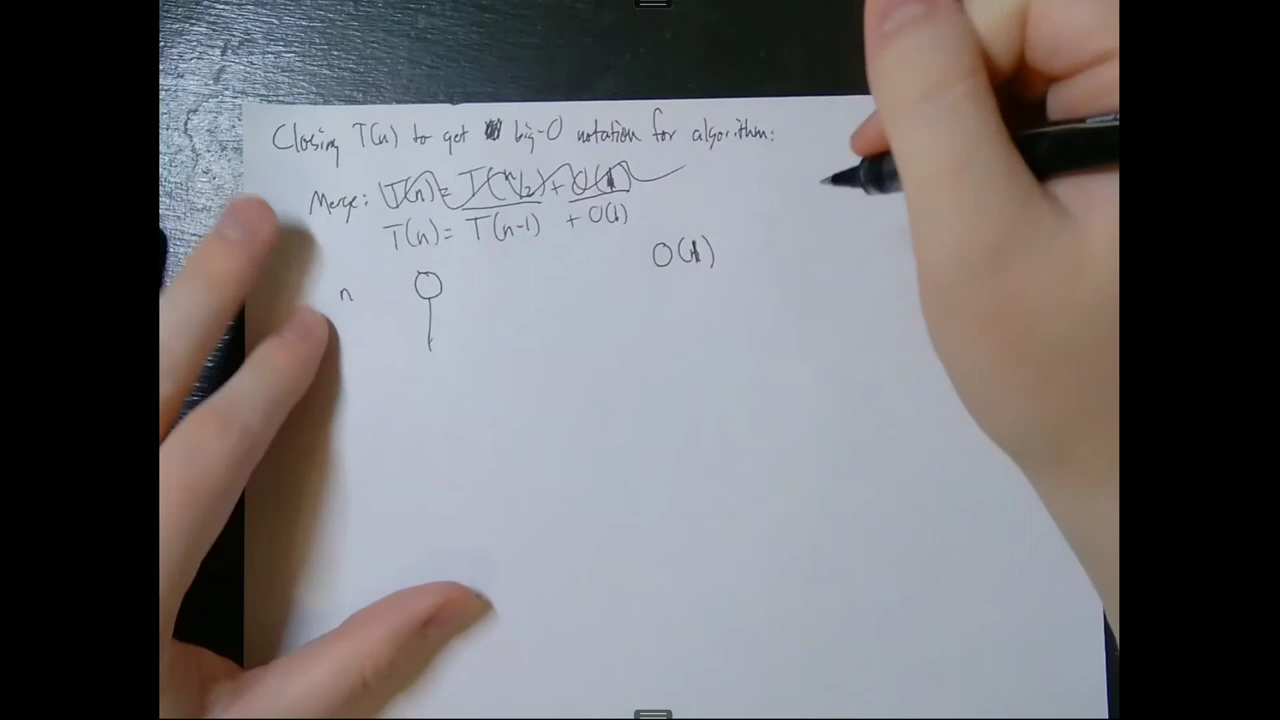 Closing T(n) to get big-O notation for algorithm:
Merge: T(n) = T(n/2) + O(1)
T(n) = T(n-1) + O(1)
O(1)
n